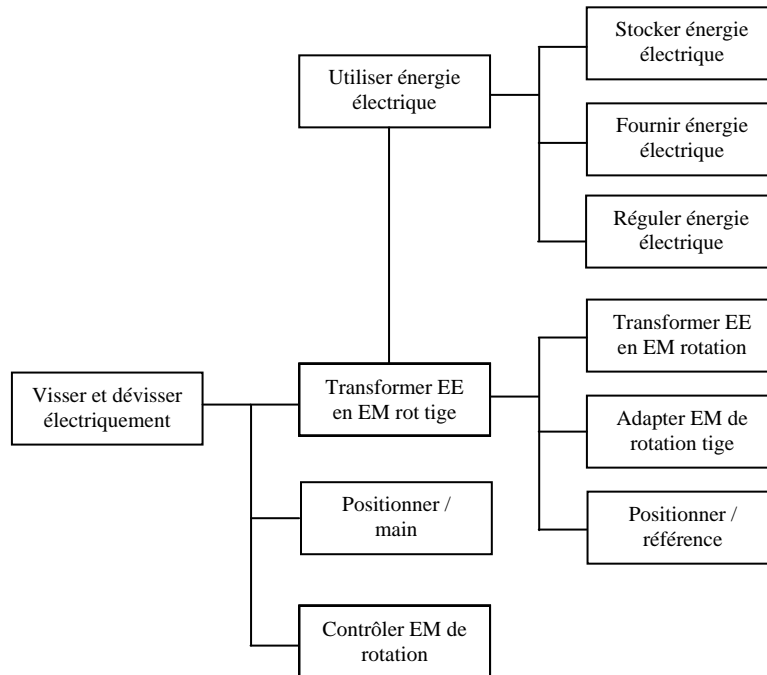 Stocker énergie
électrique
Utiliser énergie
électrique
Fournir énergie
électrique
Réguler énergie
électrique
Transformer EE
en EM rotation
Visser et dévisser
électriquement
Transformer EE
en EM rot tige
Adapter EM de
rotation tige
Positionner /
main
Positionner /
référence
Contrôler EM de
rotation